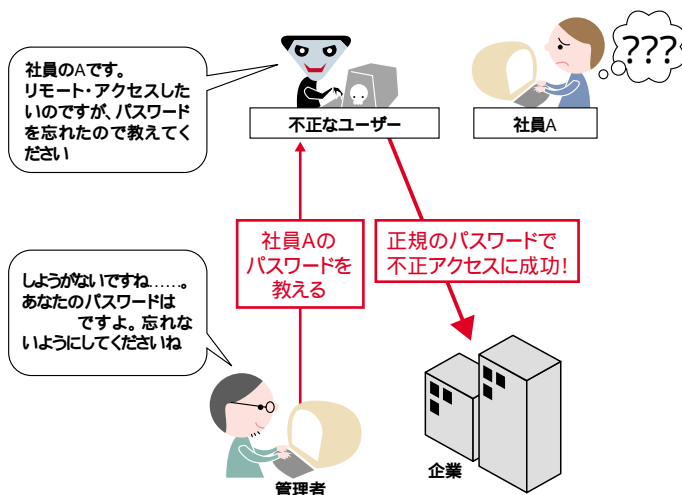 社員のAです。
リモート・アクセスした
いのですが、パスワード
を忘れたので教えてく
ださい
不正なユーザー
???
社員A
社員Aの
パスワードを
教える
正規のパスワードで
不正アクセスに成功!
しようがないですね……。
あなたのパスワードは
ですよ。忘れな
いようにしてくださいね
管理者
企業